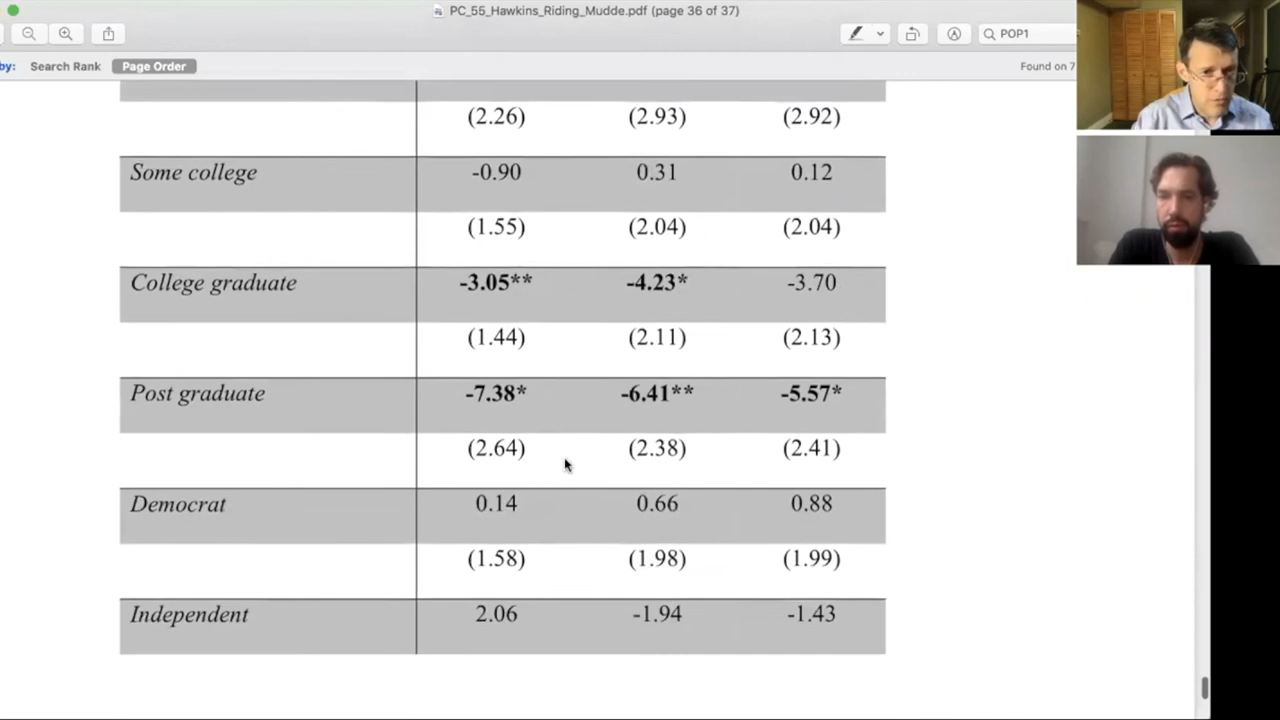 PC_55_Hawkins_Riding_Mudde.pdf (page 36 of 37)
POP1
by: Search Rank Page Order Found on 7
(2.26) (2.93) (2.92)
Some college -0.90 0.31 0.12
(1.55) (2.04) (2.04)
College graduate -3.05** -4.23* -3.70
(1.44) (2.11) (2.13)
Post graduate -7.38* -6.41** -5.57*
(2.64) (2.38) (2.41)
Democrat 0.14 0.66 0.88
(1.58) (1.98) (1.99)
Independent 2.06 -1.94 -1.43